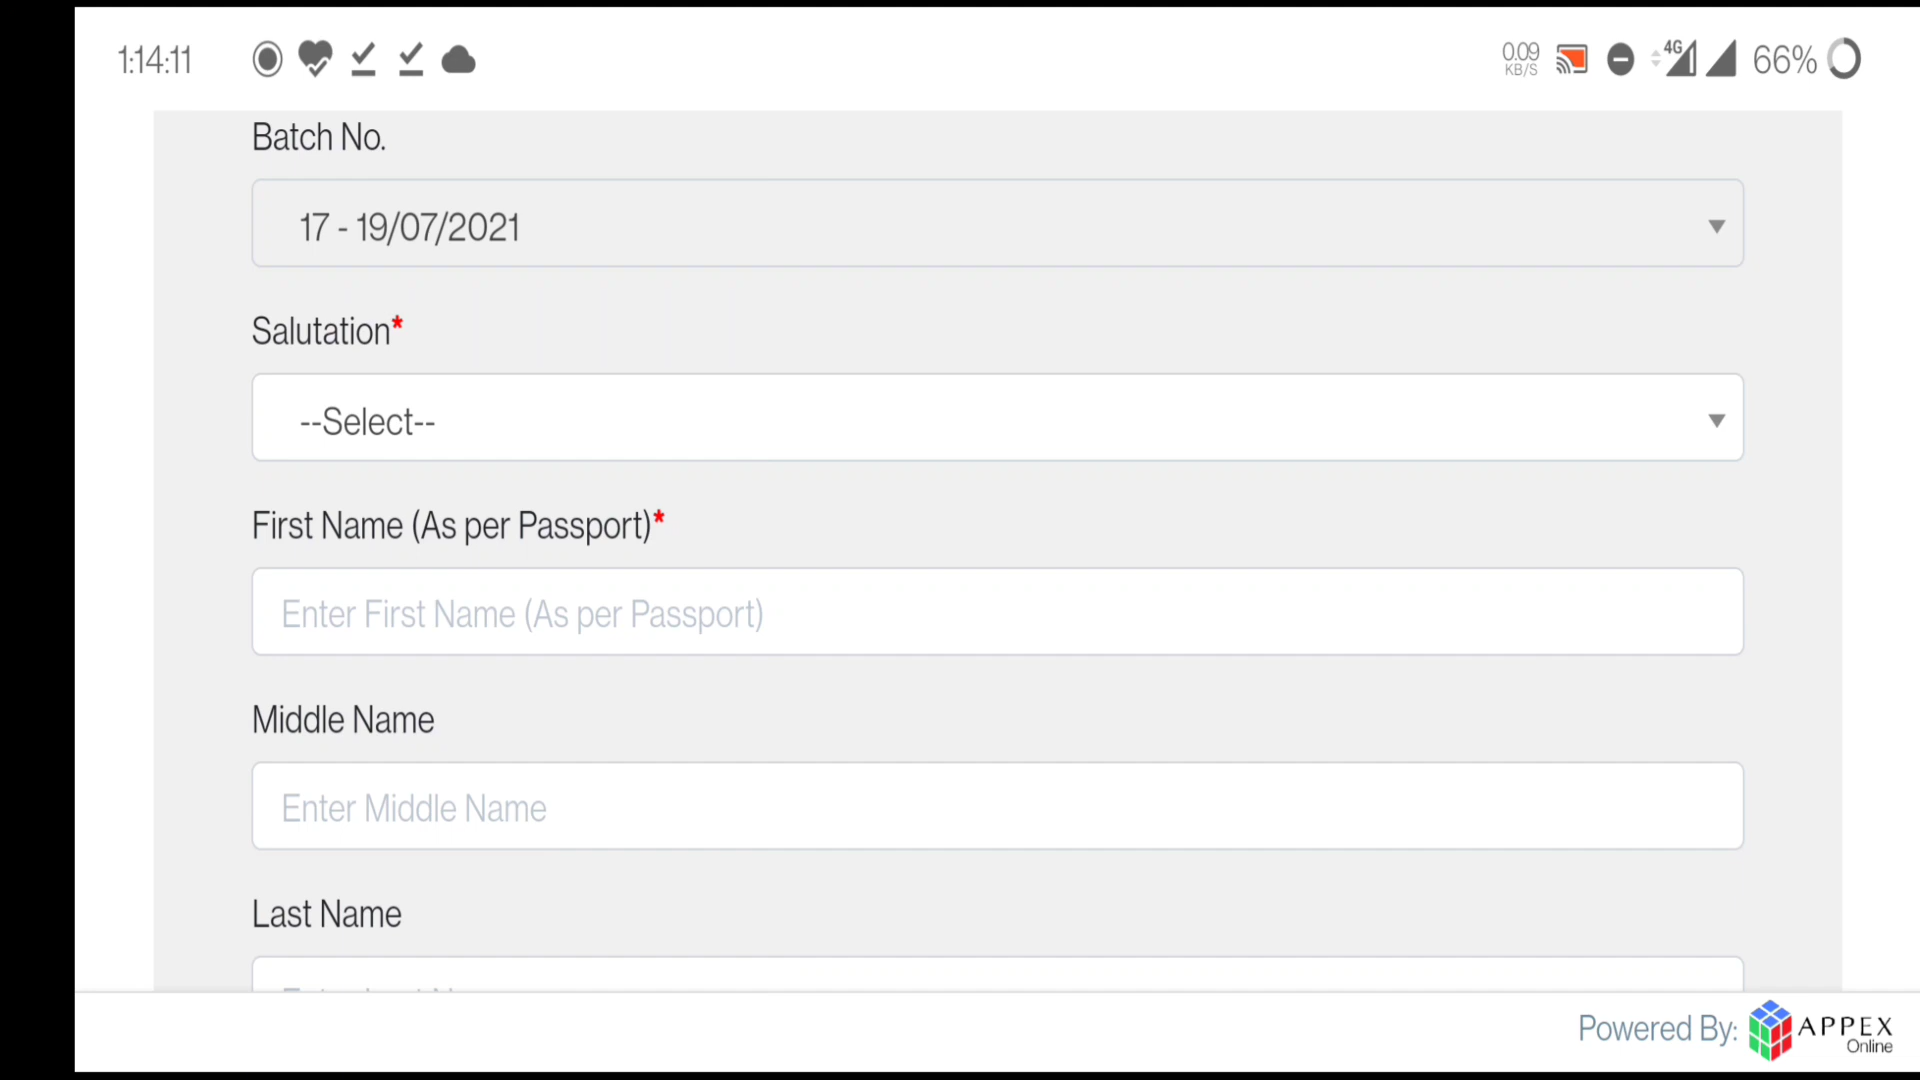 1:14:11
0.09
KB/S
4G
66%
Batch No.
17 - 19/07/2021
Salutation*
--Select--
First Name (As per Passport)*
Enter First Name (As per Passport)
Middle Name
Enter Middle Name
Last Name
Powered By:
APPEX
Online